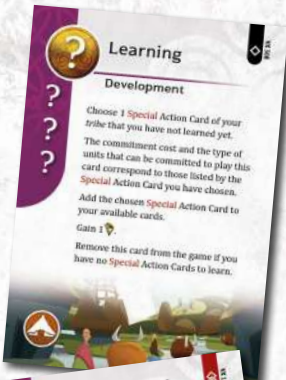 ?
Learning
?
?
?
Development
Choose 1 Special Action Card of your
tribe that you have not learned yet.
The commitment cost and the type of
units that can be committed to play this
card correspond to those listed by the
Special Action Card you have chosen.
Add the chosen Special Action Card to
your available cards.
Gain 1
Remove this card from the game if you
have no Special Action Cards to learn.